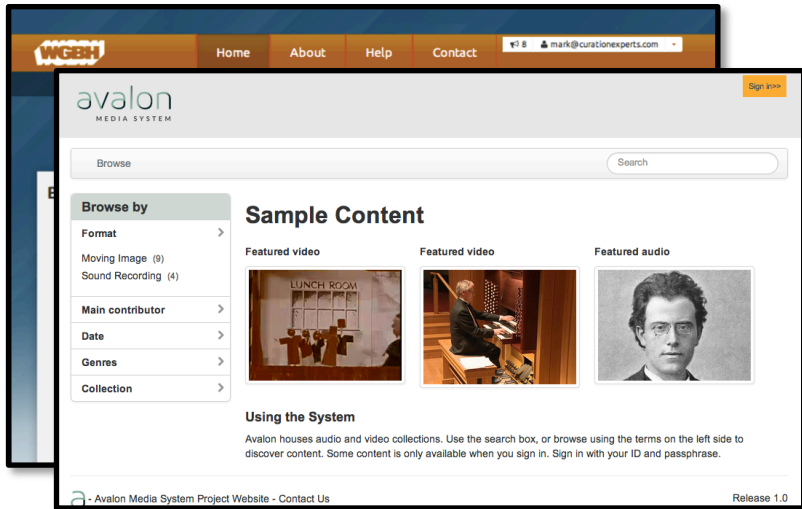 WGBH
Home About Help Contact 8 mark@curationexperts.com
avalon
MEDIA SYSTEM
Sign in>>
Browse Search
Browse by
Format
Moving Image (9)
Sound Recording (4)
Main contributor
Date
Genres
Collection
Sample Content
Featured video Featured video Featured audio
LUNCH ROOM
Using the System
Avalon houses audio and video collections. Use the search box, or browse using the terms on the left side to
discover content. Some content is only available when you sign in. Sign in with your ID and passphrase.
a - Avalon Media System Project Website - Contact Us Release 1.0